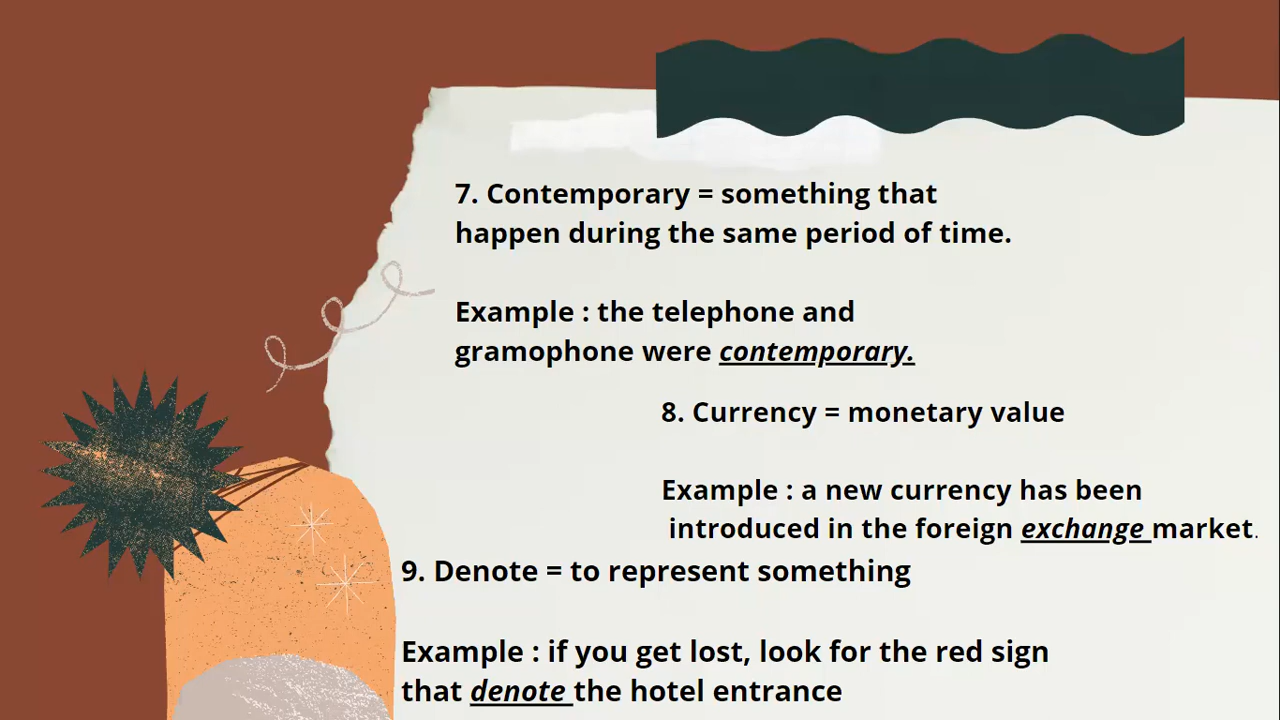 7. Contemporary = something that
happen during the same period of time.
Example : the telephone and
gramophone were contemporary.
8. Currency = monetary value
Example : a new currency has been
introduced in the foreign exchange market.
9. Denote = to represent something
Example : if you get lost, look for the red sign
that denote the hotel entrance